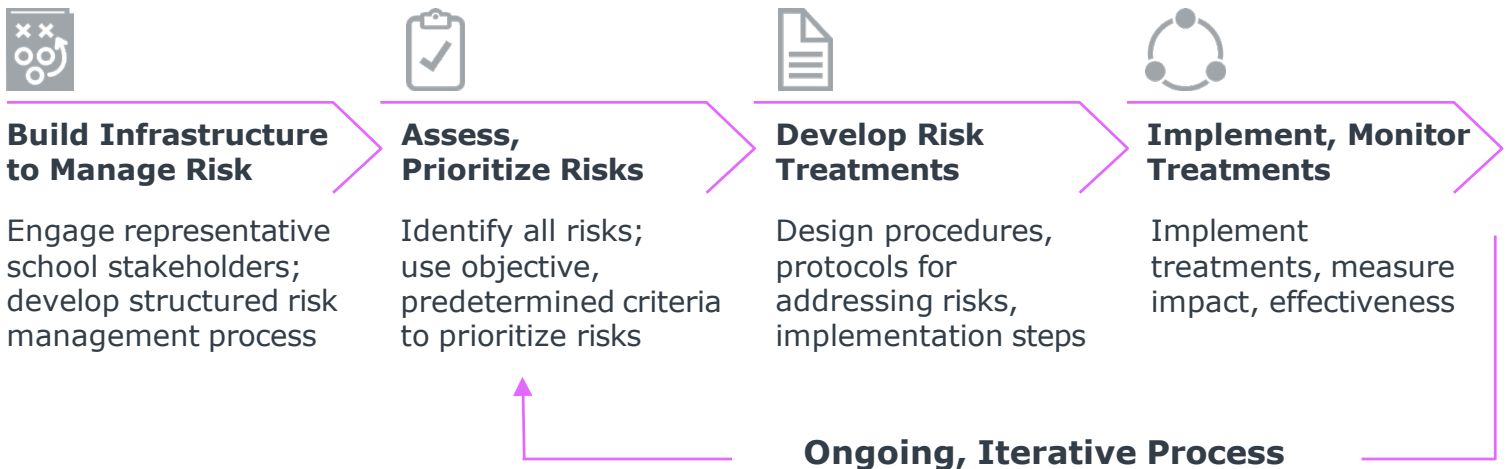 Build Infrastructure
to Manage Risk
Engage representative
school stakeholders;
develop structured risk
management process
Assess,
Prioritize Risks
Identify all risks;
use objective,
predetermined criteria
to prioritize risks
Develop Risk
Treatments
Design procedures,
protocols for
addressing risks,
implementation steps
Implement, Monitor
Treatments
Implement
treatments, measure
impact, effectiveness
Ongoing, Iterative Process